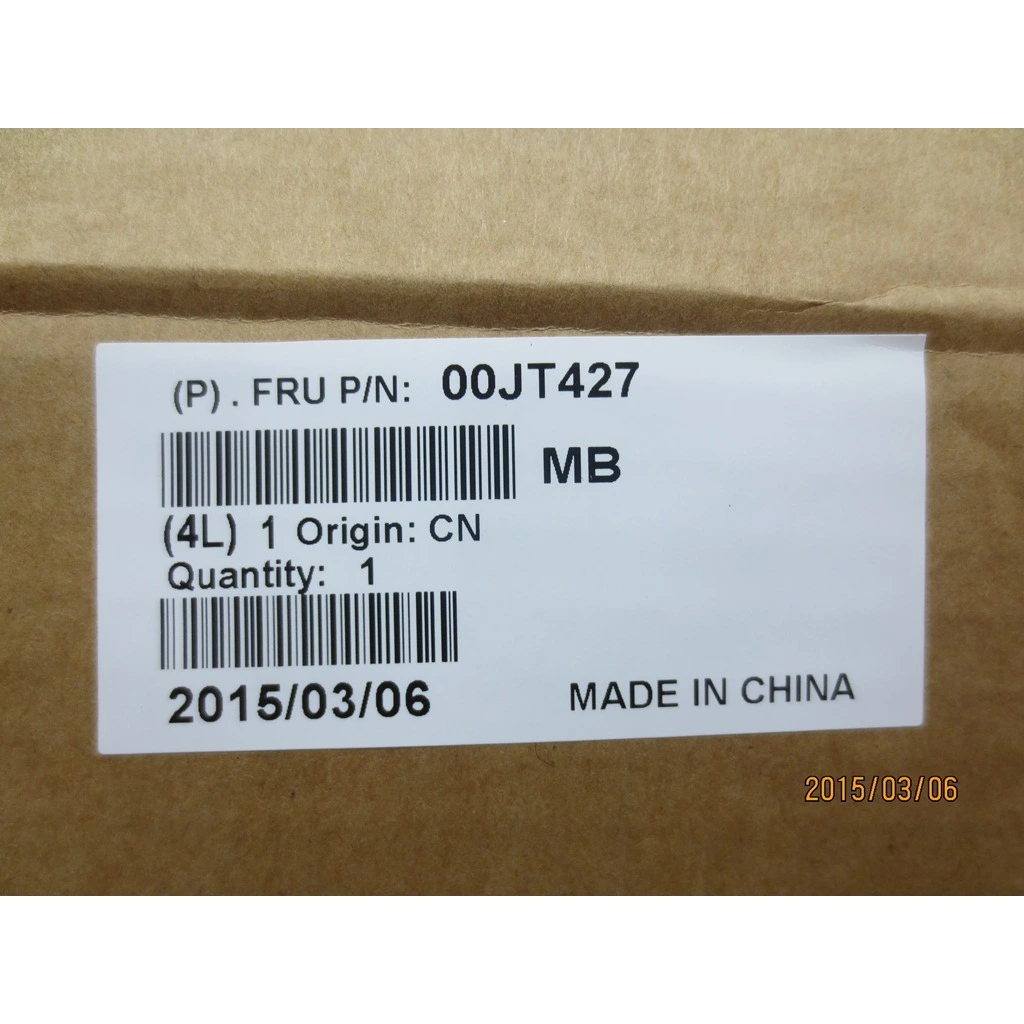 (P) . FRU P/N: 00JT427
MB
(4L) 1 Origin: CN
Quantity: 1
2015/03/06
MADE IN CHINA
2015/03/06